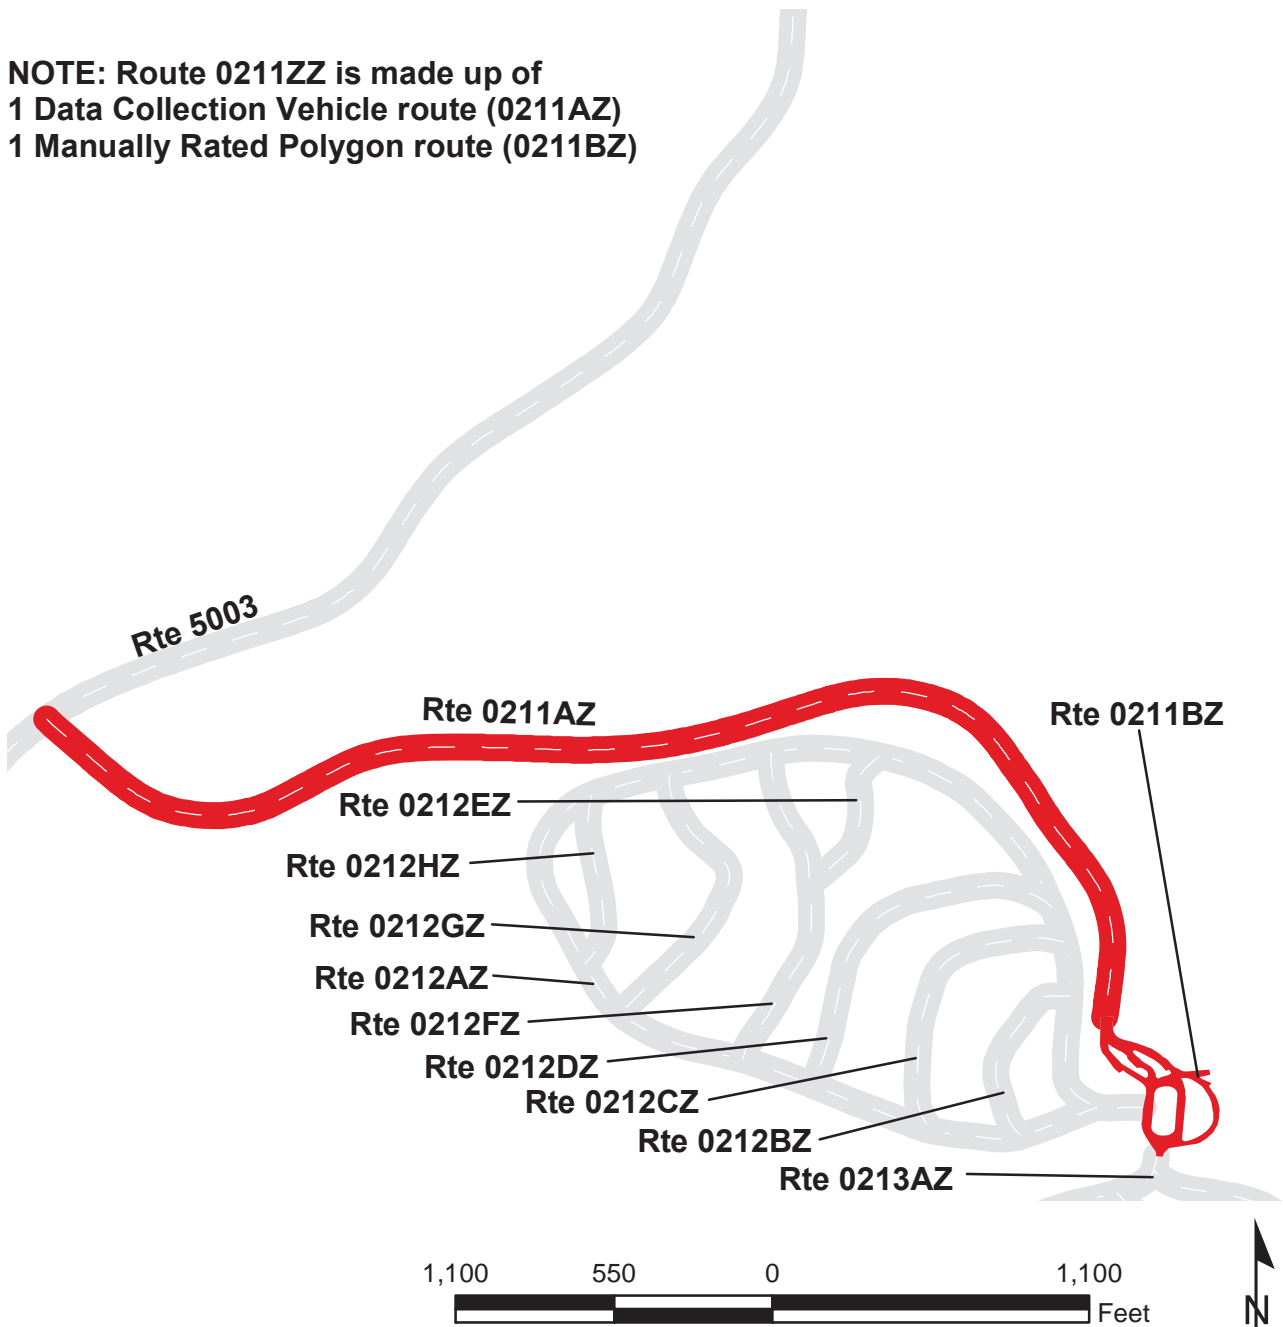 NOTE: Route 0211ZZ is made up of
1 Data Collection Vehicle route (0211AZ)
1 Manually Rated Polygon route (0211BZ)
Rte 5003
Rte 0211AZ
Rte 0211BZ
Rte 0212EZ
Rte 0212HZ
Rte 0212GZ
Rte 0212AZ
Rte 0212FZ
Rte 0212DZ
Rte 0212CZ
Rte 0212BZ
Rte 0213AZ
1,100 550 0 1,100
Feet
N